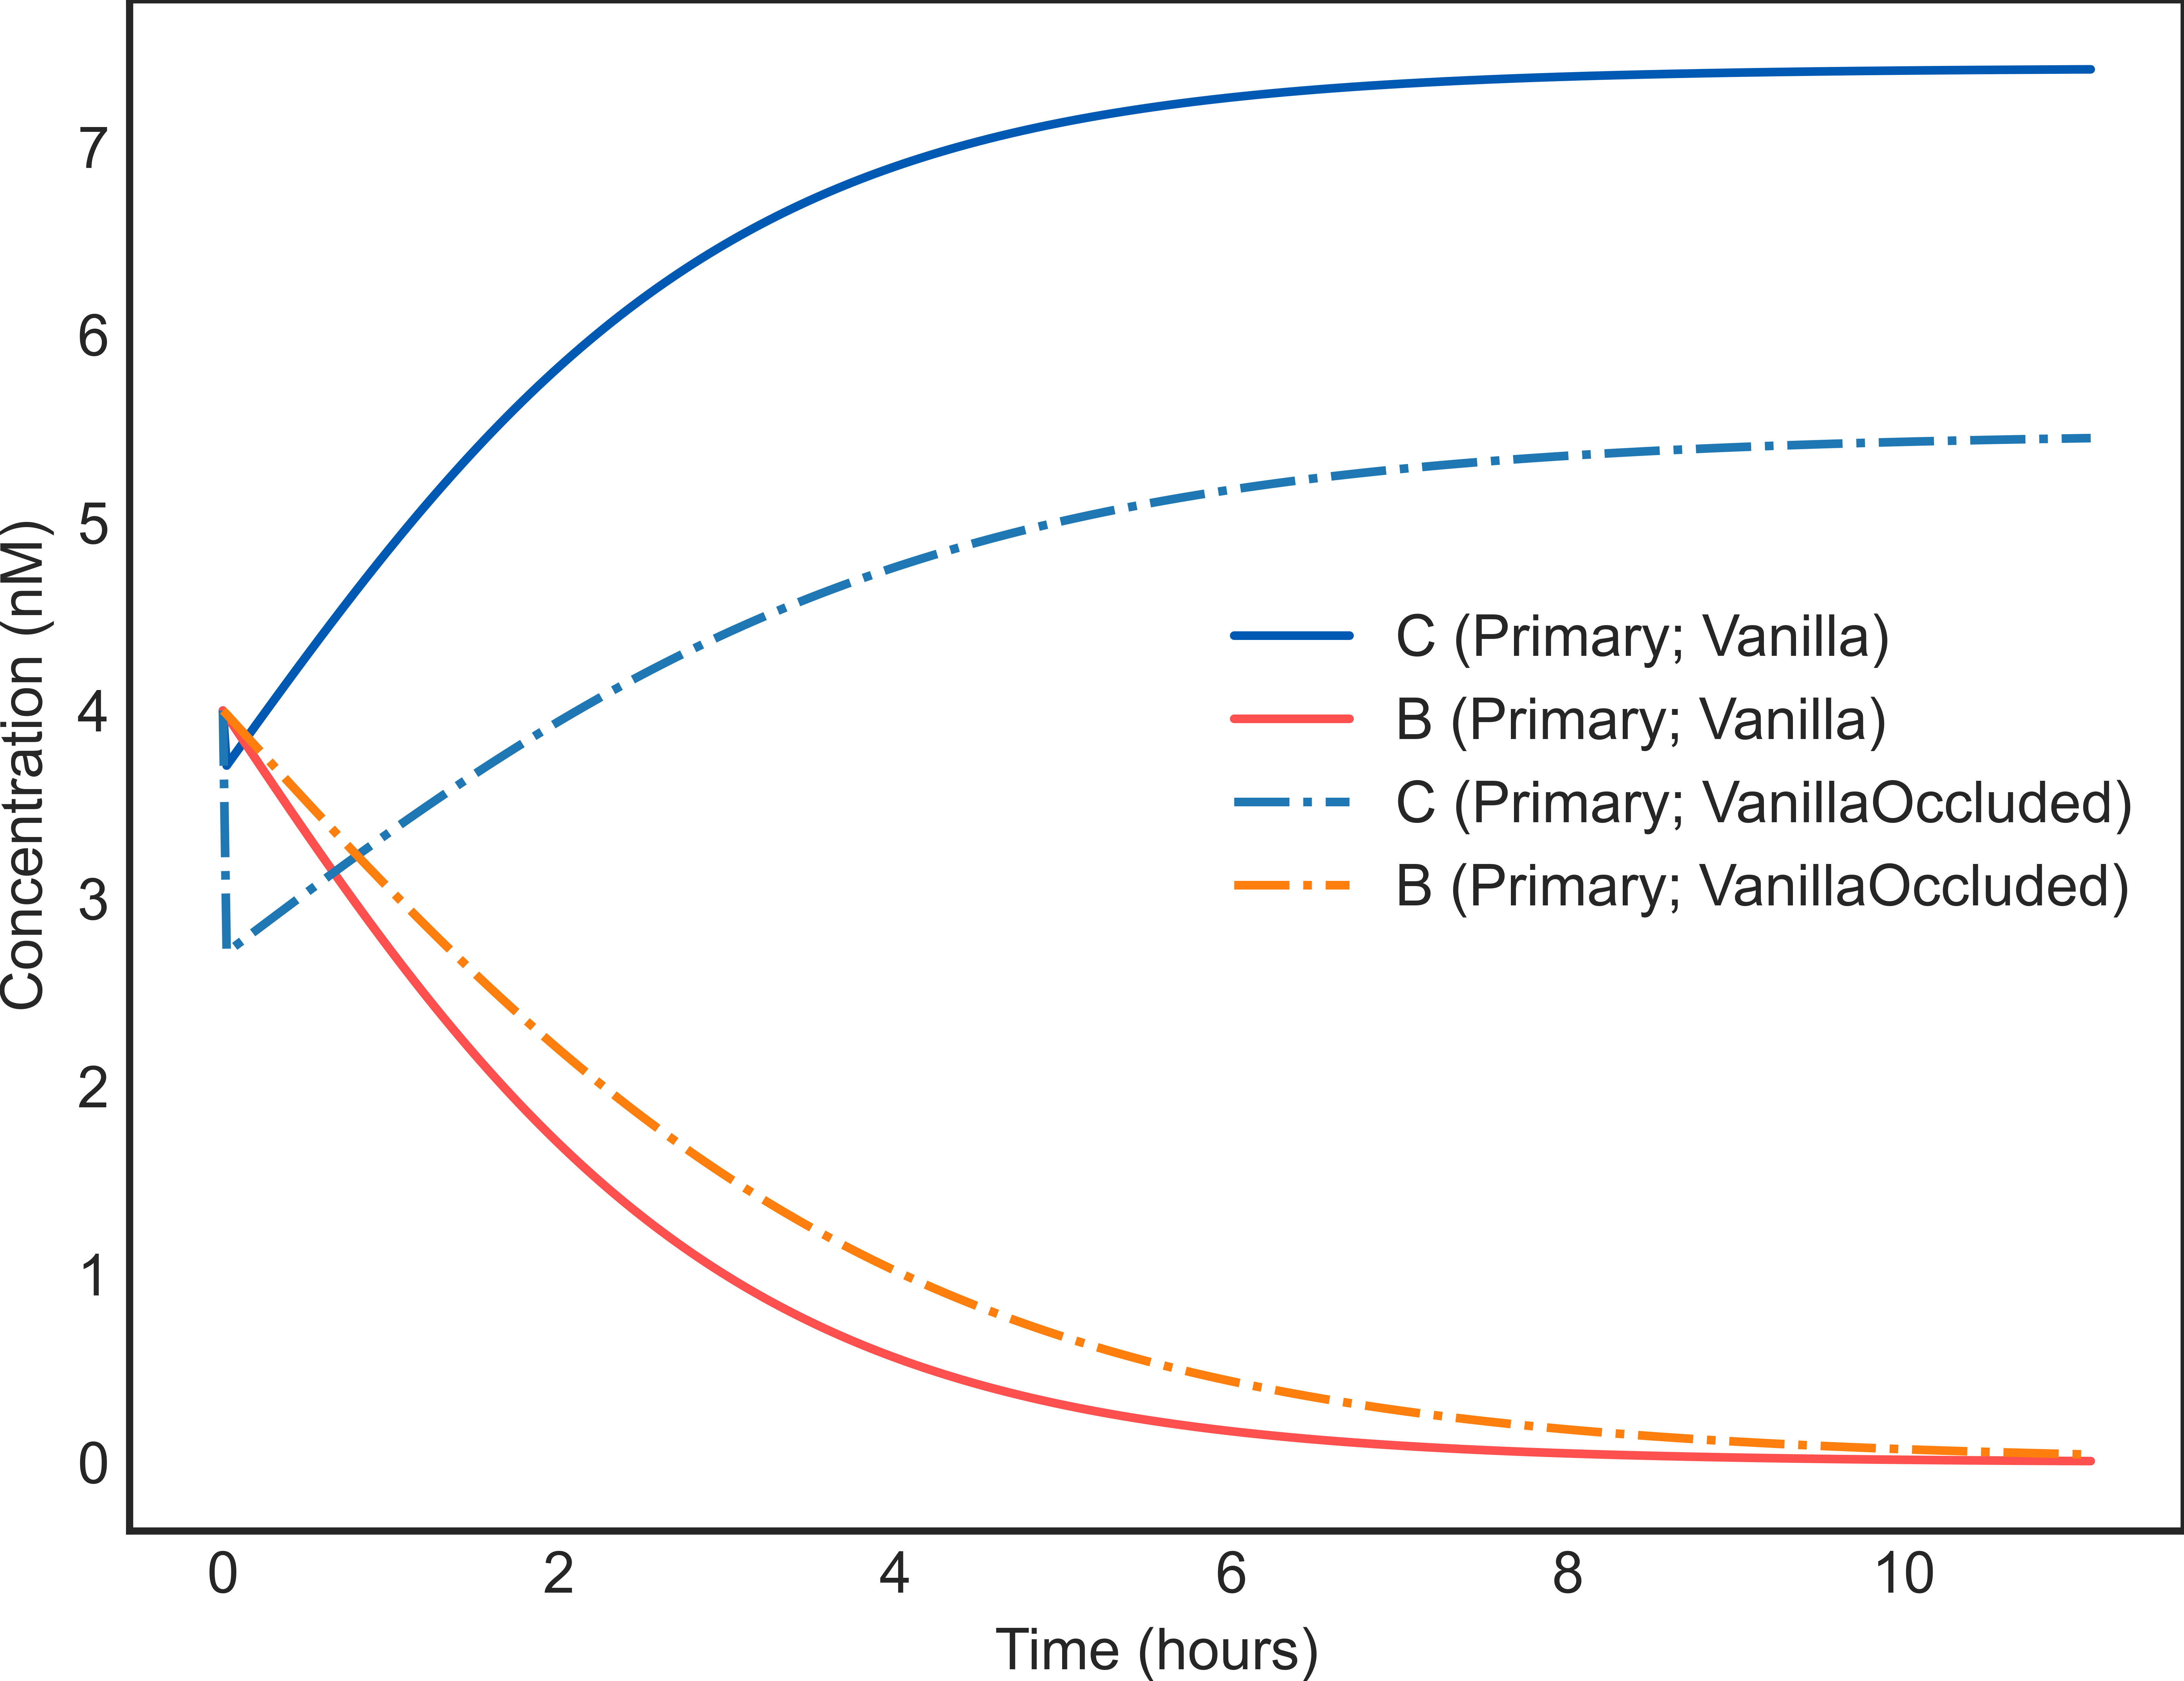 Concentration (nM)
7
6
5
4
3
2
1
0
C (Primary; Vanilla)
B (Primary; Vanilla)
C (Primary; VanillaOccluded)
B (Primary; VanillaOccluded)
0 2 4 6 8 10
Time (hours)